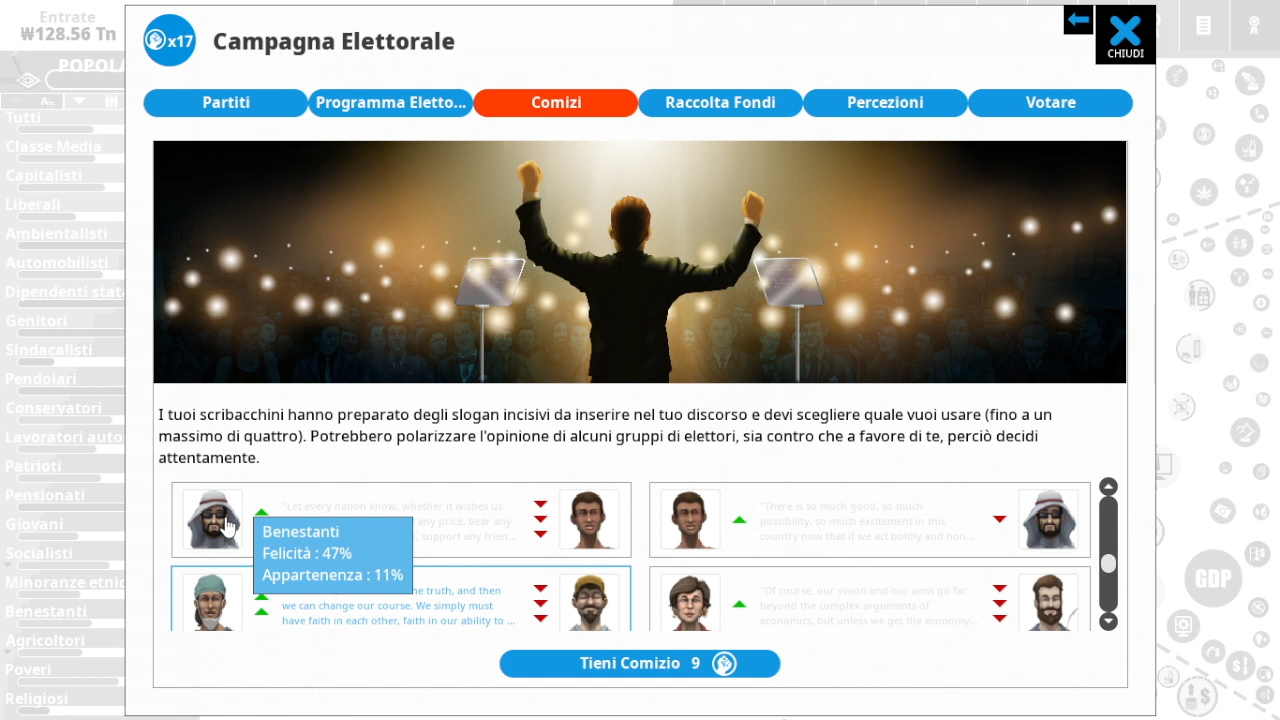 Entrate
₩128.56 Tn
x17
Campagna Elettorale
CHIUDI
Partiti
Programma Eletto...
Comizi
Raccolta Fondi
Percezioni
Votare
Tutti
Classe Media
Capitalisti
Liberali
Ambientalisti
Automobilisti
Dipendenti stata
Genitori
Sindacalisti
Pendolari
Conservatori
Lavoratori auto
Patrioti
Pensionati
Giovani
Socialisti
Minoranze etnic
Benestanti
Agricoltori
Poveri
Religiosi
GDP
I tuoi scribacchini hanno preparato degli slogan incisivi da inserire nel tuo discorso e devi scegliere quale vuoi usare (fino a un
massimo di quattro). Potrebbero polarizzare l'opinione di alcuni gruppi di elettori, sia contro che a favore di te, perciò decidi
attentamente.
"Let every nation know, whether it wishes us
any price, bear any
, support any frien...
"There is so much good, so much
possibility, so much excitement in this
country now that if we act boldly and hon...
Benestanti
Felicità : 47%
Appartenenza : 11%
he truth, and then
we can change our course. We simply must
have faith in each other, faith in our ability to ...
"Of course, our vision and our aims go far
beyond the complex arguments of
economics, but unless we get the economy...
Tieni Comizio 9